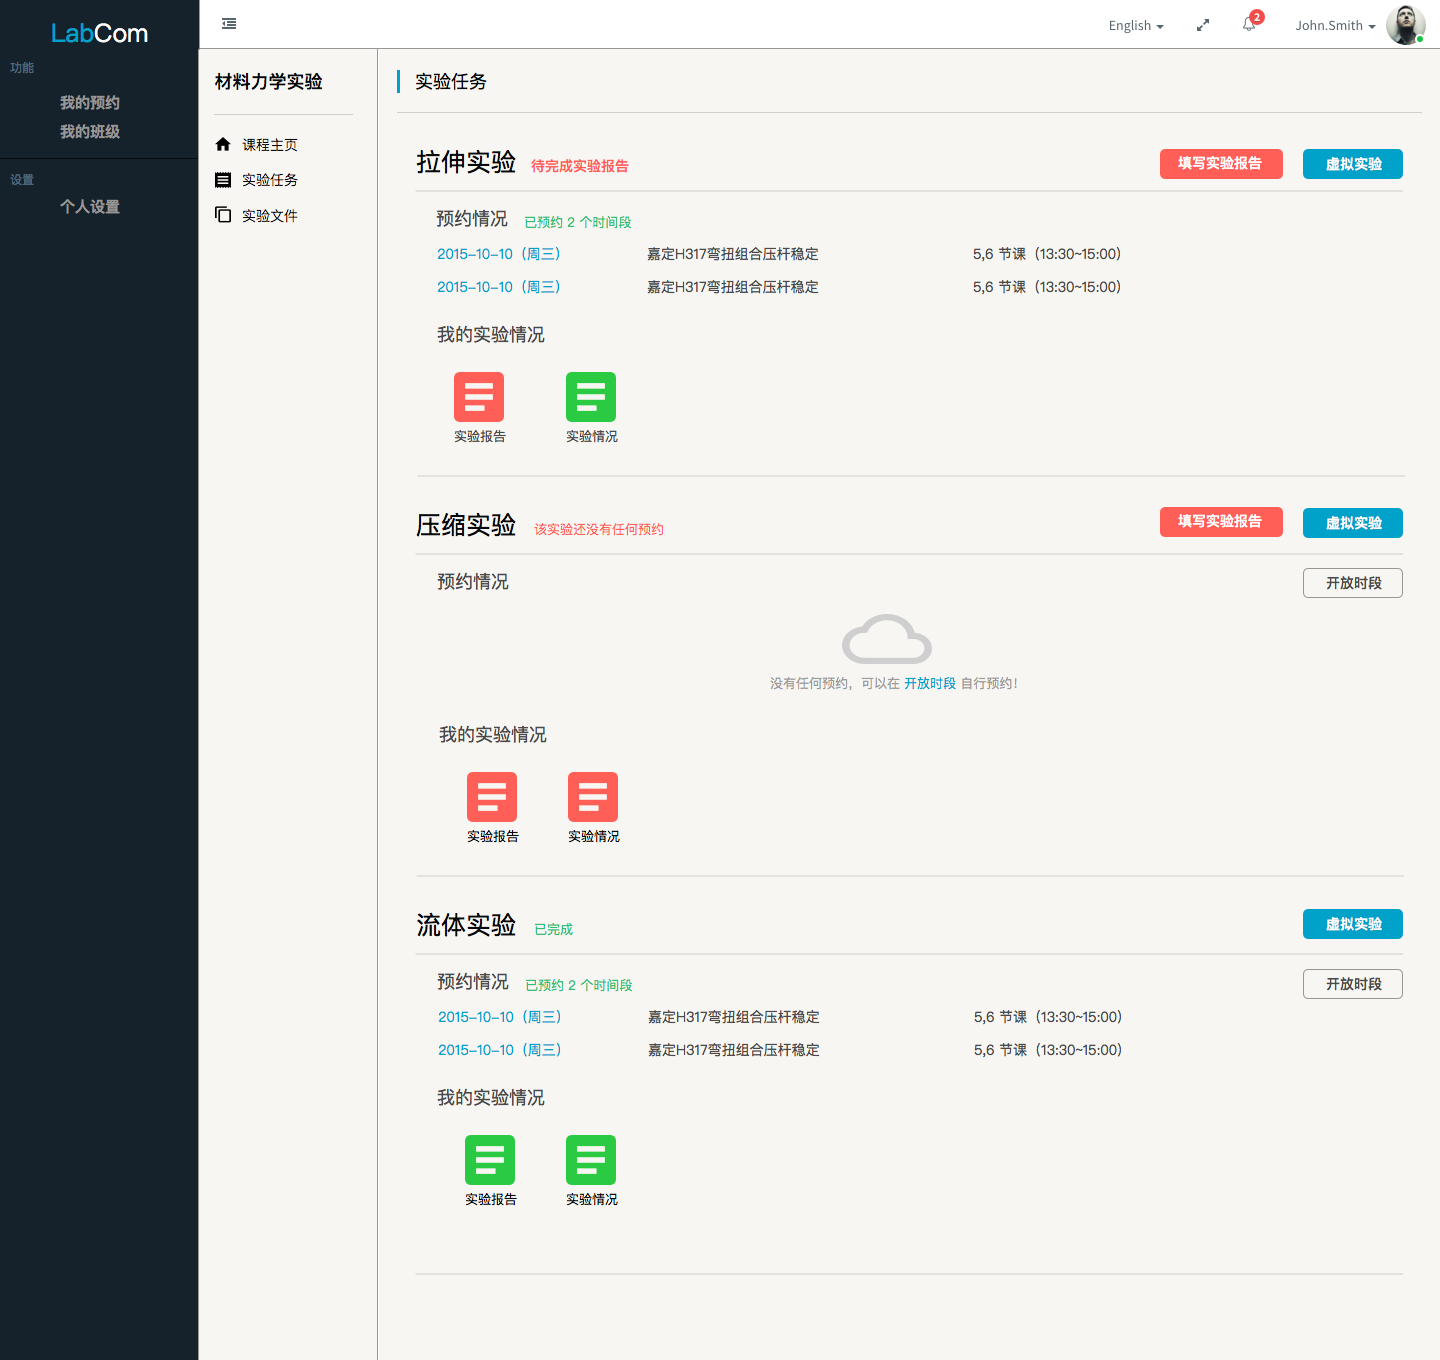 LabCom
功能
我的预约
我的班级
设置
个人设置
English
2
John.Smith
材料力学实验
课程主页
实验任务
实验文件
实验任务
拉伸实验 待完成实验报告 填写实验报告 虚拟实验
预约情况 已预约 2 个时间段
2015-10-10（周三） 嘉定H317弯扭组合压杆稳定 5,6 节课（13:30~15:00）
2015-10-10（周三） 嘉定H317弯扭组合压杆稳定 5,6 节课（13:30~15:00）
我的实验情况
实验报告 实验情况
压缩实验 该实验还没有任何预约 填写实验报告 虚拟实验
预约情况 开放时段
没有任何预约，可以在 开放时段 自行预约！
我的实验情况
实验报告 实验情况
流体实验 已完成 虚拟实验
预约情况 已预约 2 个时间段 开放时段
2015-10-10（周三） 嘉定H317弯扭组合压杆稳定 5,6 节课（13:30~15:00）
2015-10-10（周三） 嘉定H317弯扭组合压杆稳定 5,6 节课（13:30~15:00）
我的实验情况
实验报告 实验情况